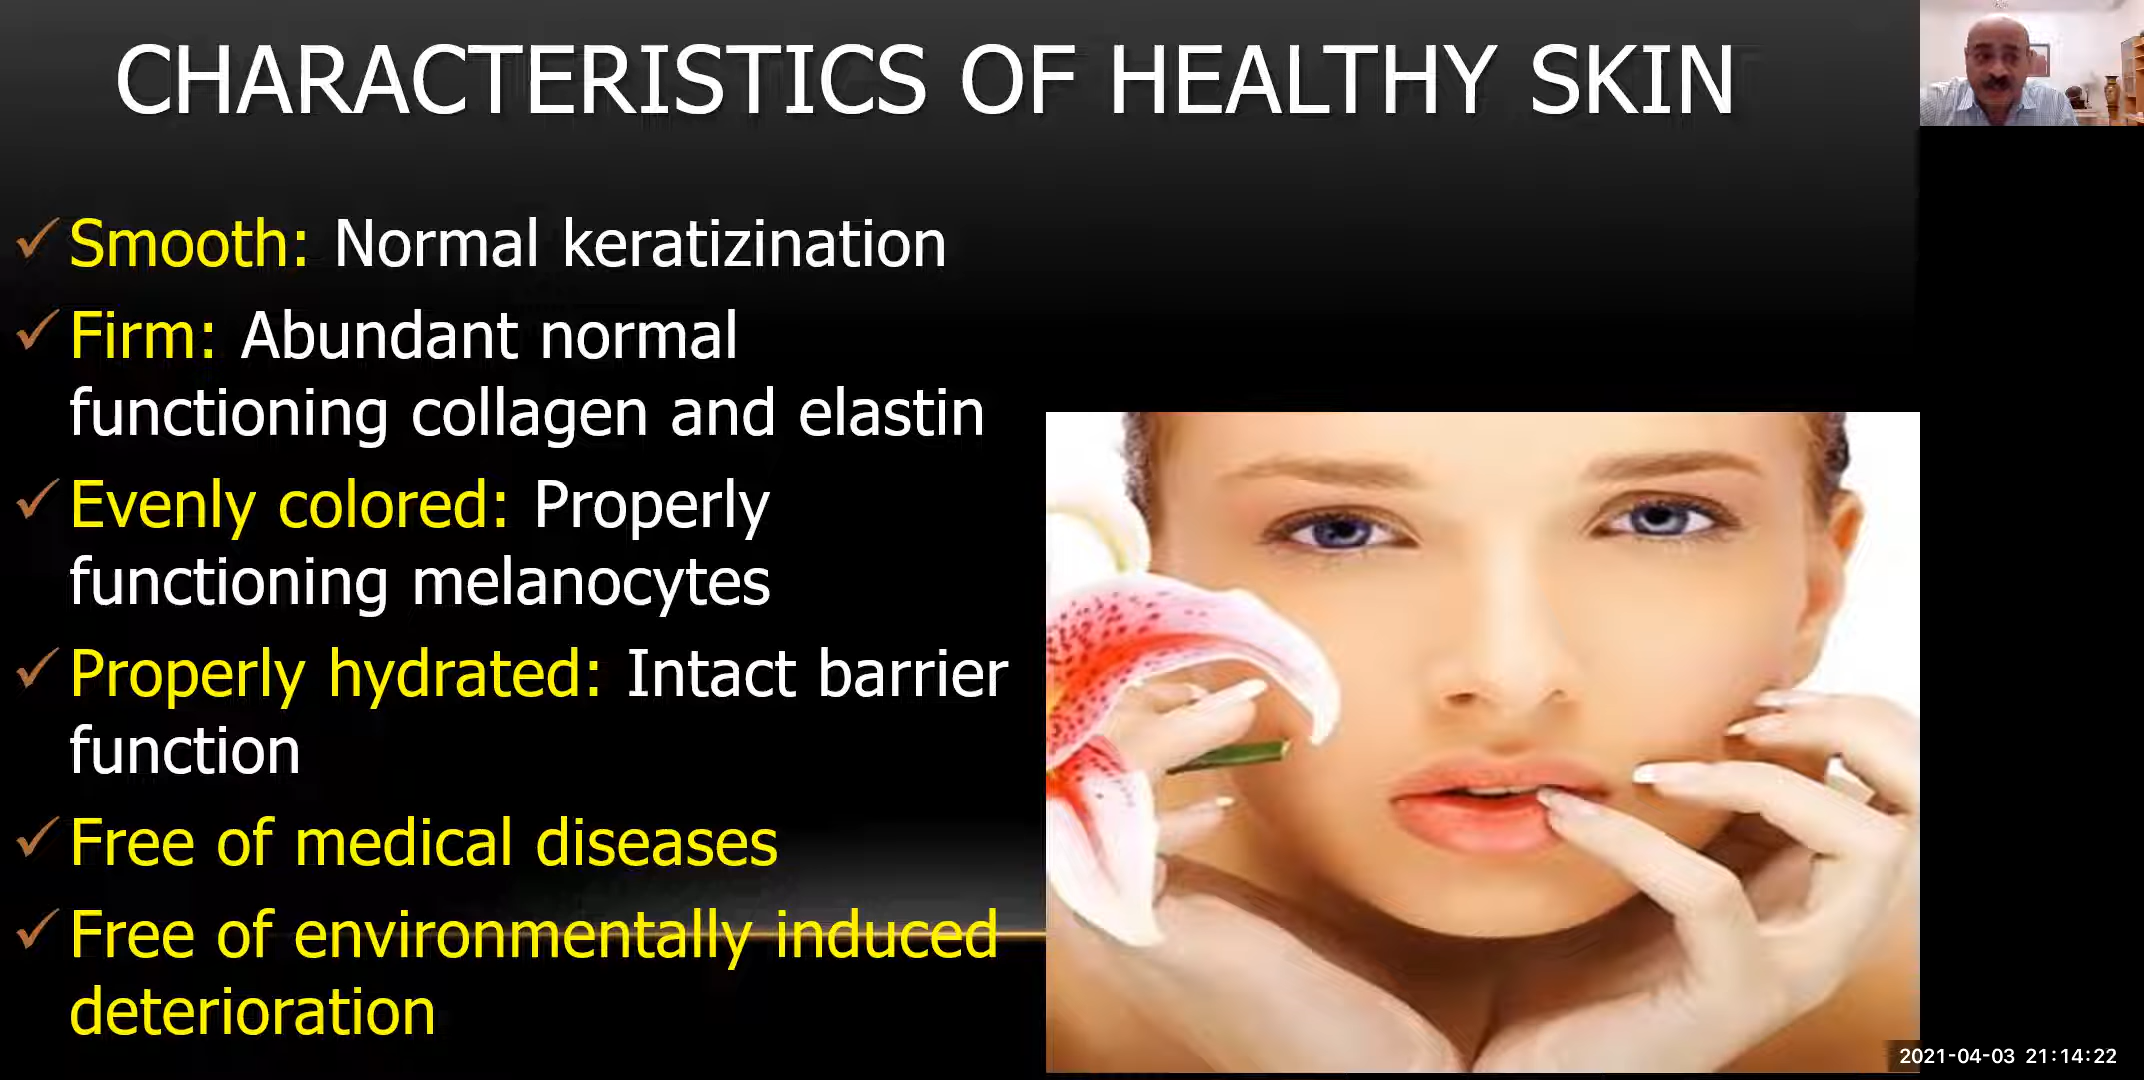 CHARACTERISTICS OF HEALTHY SKIN
✓ Smooth: Normal keratizination
✓ Firm: Abundant normal
functioning collagen and elastin
✓ Evenly colored: Properly
functioning melanocytes
✓ Properly hydrated: Intact barrier
function
✓ Free of medical diseases
✓ Free of environmentally induced
deterioration
2021-04-03 21:14:22